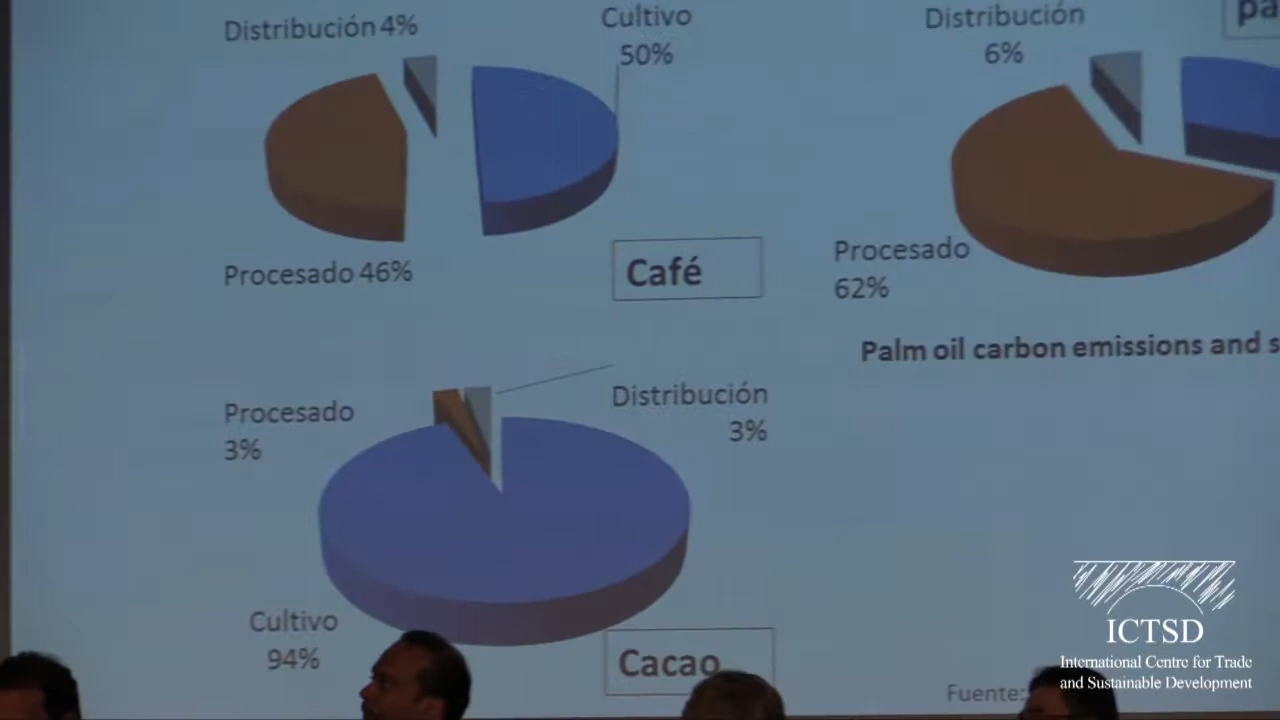 Distribución 4%
Cultivo
50%
Procesado 46%
Café
Distribución
6%
pa
Procesado
62%
Palm oil carbon emissions and s
Procesado
3%
Distribución
3%
Cultivo
94%
Cacao
Fuente:
ICTSD
International Centre for Trade
and Sustainable Development